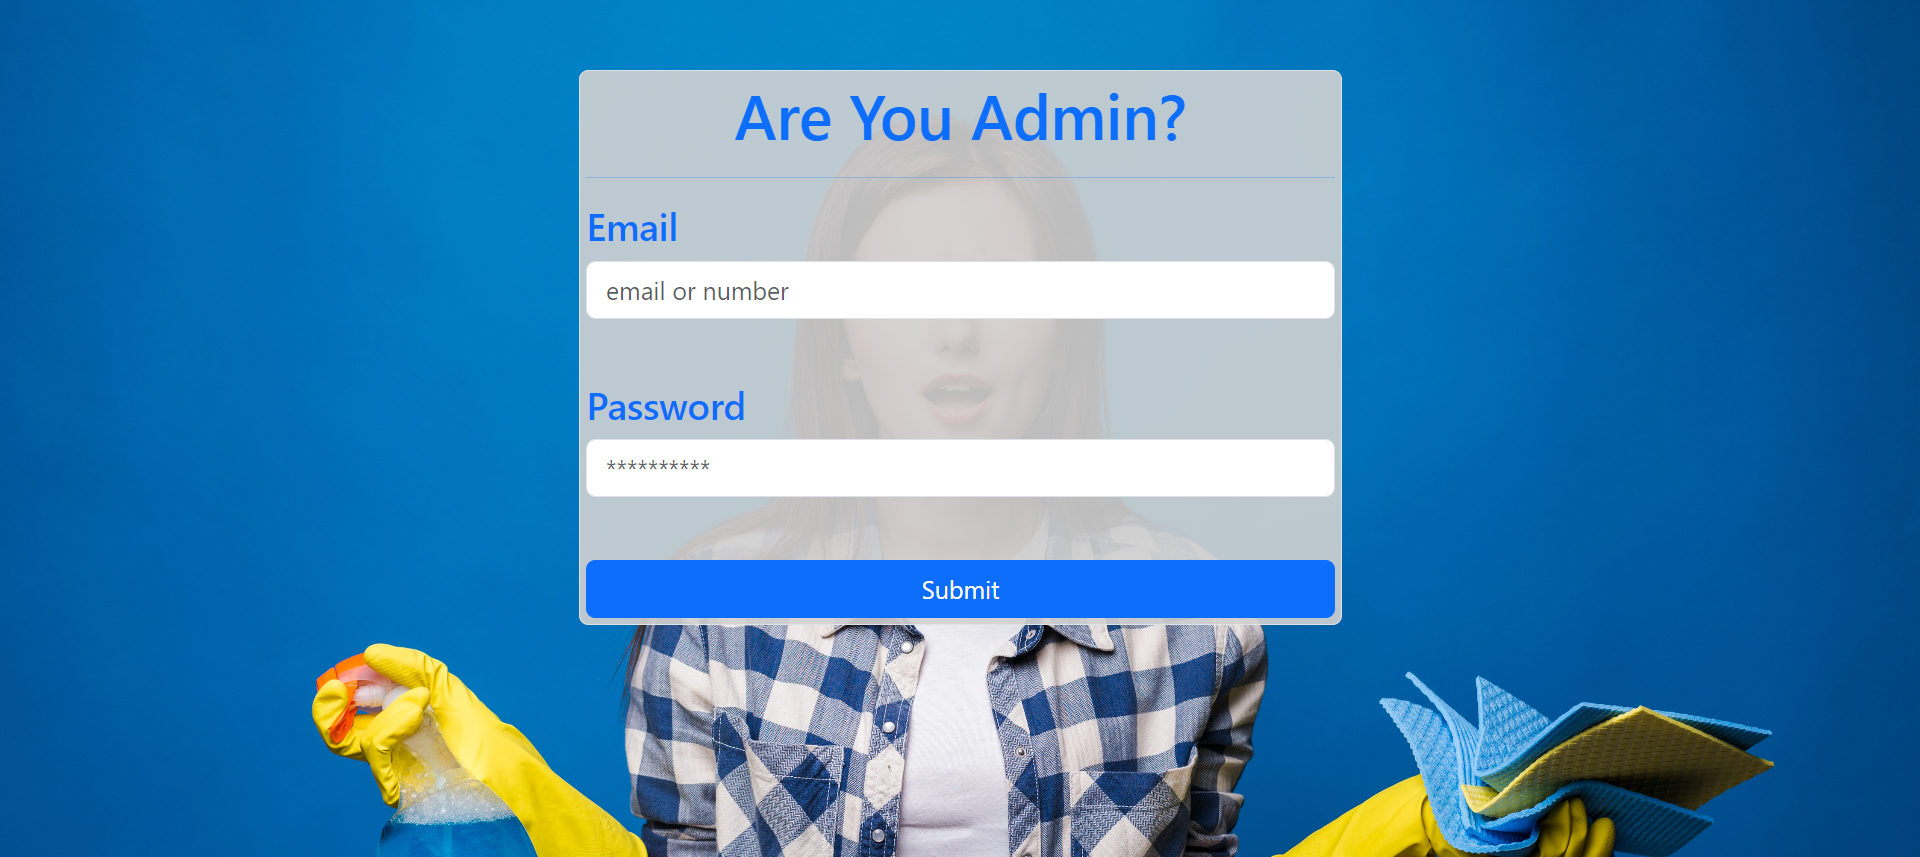 Are You Admin?
Email
email or number
Password
**********
Submit